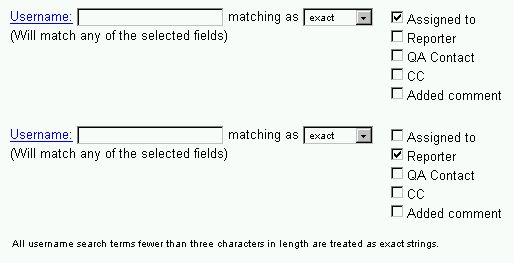 Username: matching as exact Assigned to
(Will match any of the selected fields) Reporter
QA Contact
CC
Added comment
Username: matching as exact Assigned to
(Will match any of the selected fields) Reporter
QA Contact
CC
Added comment
All username search terms fewer than three characters in length are treated as exact strings.